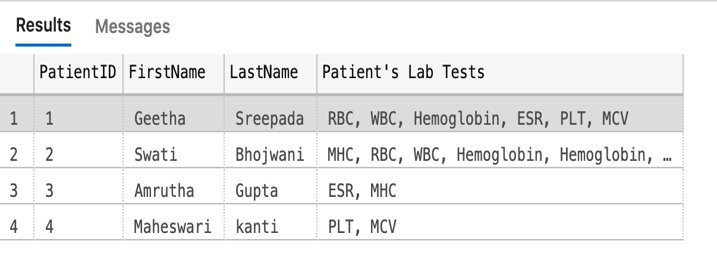 Results Messages
PatientID FirstName LastName Patient's Lab Tests
1 1 Geetha Sreepada RBC, WBC, Hemoglobin, ESR, PLT, MCV
2 2 Swati Bhojwani MHC, RBC, WBC, Hemoglobin, Hemoglobin, …
3 3 Amrutha Gupta ESR, MHC
4 4 Maheswari kanti PLT, MCV